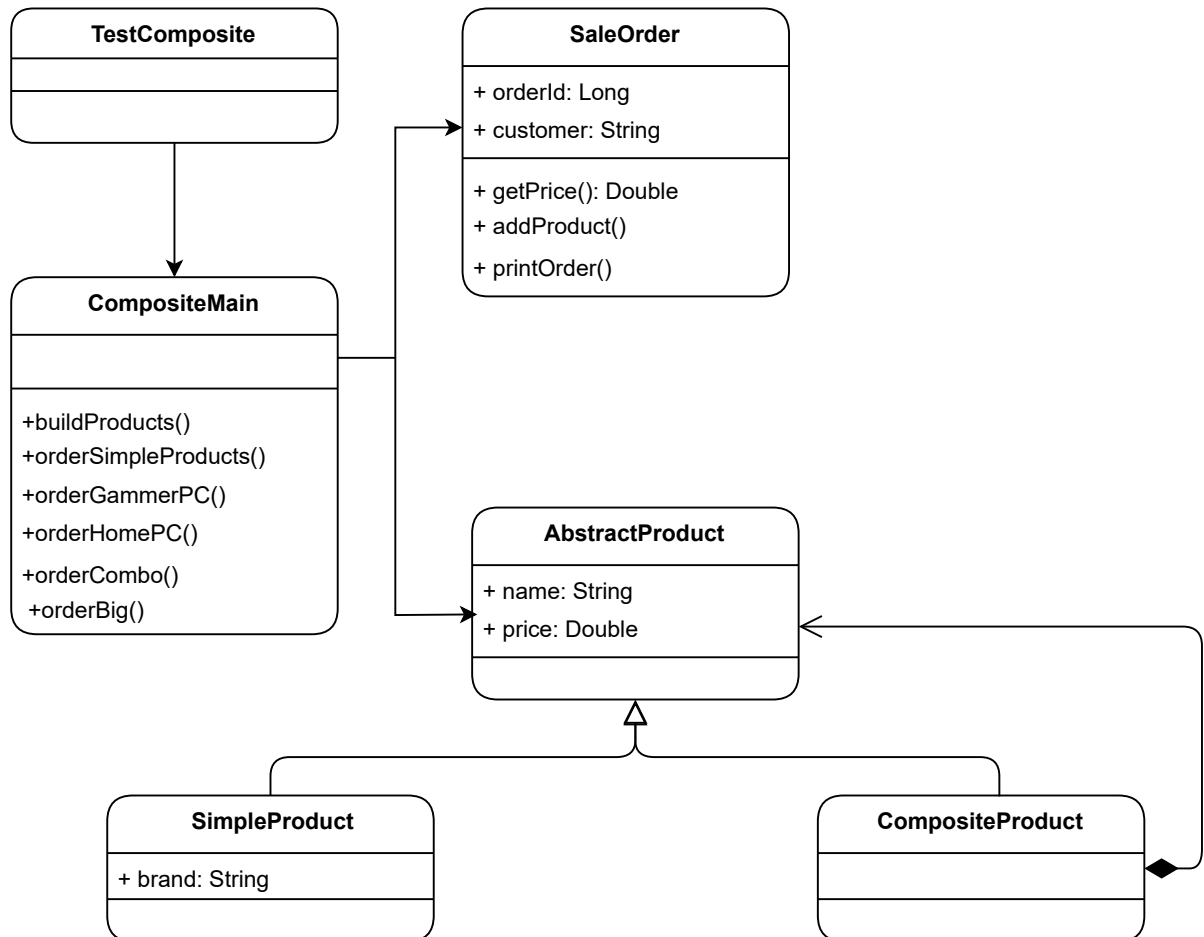 TestComposite
SaleOrder
+ orderId: Long
+ customer: String
+ getPrice(): Double
+ addProduct()
+ printOrder()
CompositeMain
+buildProducts()
+orderSimpleProducts()
+orderGammerPC()
+orderHomePC()
+orderCombo()
+orderBig()
AbstractProduct
+ name: String
+ price: Double
SimpleProduct
+ brand: String
CompositeProduct